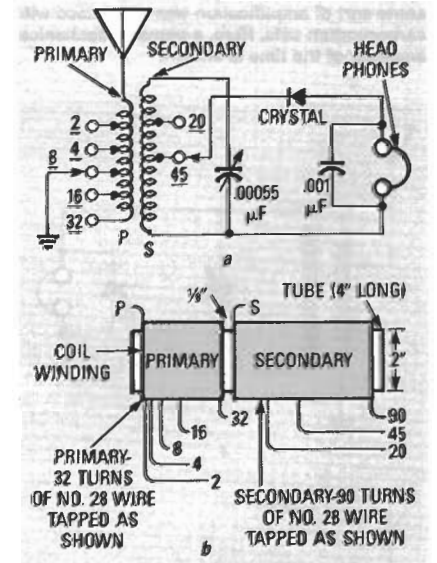 PRIMARY
SECONDARY
HEAD
PHONES
CRYSTAL
2
4
8
16
32
20
45
.00055
µF
.001
µF
P
S
a
P
1/8"
S
TUBE (4" LONG)
COIL
WINDING
PRIMARY
SECONDARY
2"
32
16
8
4
2
90
45
20
PRIMARY-
32 TURNS
OF NO. 28 WIRE
TAPPED AS
SHOWN
SECONDARY-90 TURNS
OF NO. 28 WIRE
TAPPED AS SHOWN
b